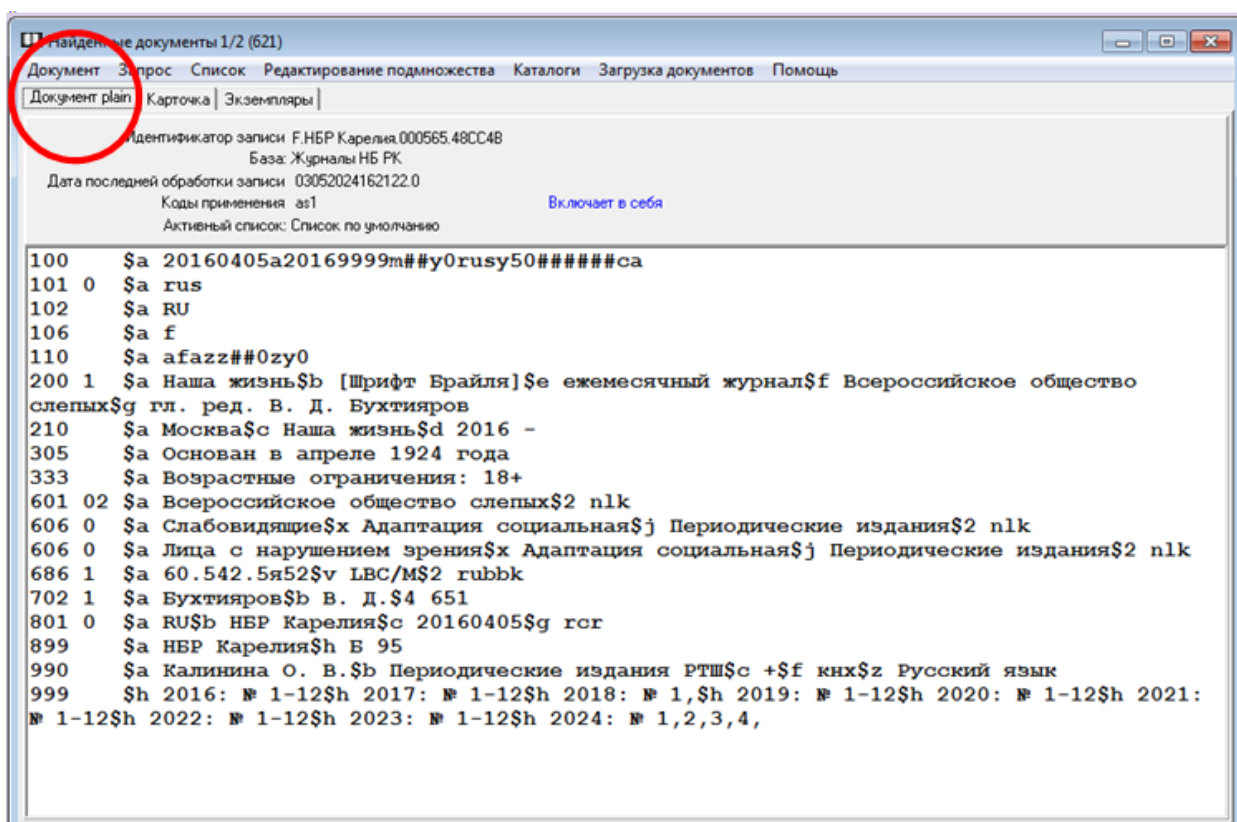 Найденные документы 1/2 (621)
Документ Запрос Список Редактирование подмножества Каталоги Загрузка документов Помощь
Документ plain Карточка Экземпляры
Идентификатор записи F.НБР Карелия.000565.48CC4B
База: Журналы НБ РК
Дата последней обработки записи 03052024162122.0
Коды применения as1 Включает в себя
Активный список: Список по умолчанию
100 $a 20160405a20169999m##y0rusy50######ca
101 0 $a rus
102 $a RU
106 $a f
110 $a afazz##0zy0
200 1 $a Наша жизнь$b [Шрифт Брайля]$e ежемесячный журнал$f Всероссийское общество
слепых$g гл. ред. В. Д. Бухтияров
210 $a Москва$c Наша жизнь$d 2016 -
305 $a Основан в апреле 1924 года
333 $a Возрастные ограничения: 18+
601 02 $a Всероссийское общество слепых$2 nlk
606 0 $a Слабовидящие$x Адаптация социальная$j Периодические издания$2 nlk
606 0 $a Лица с нарушением зрения$x Адаптация социальная$j Периодические издания$2 nlk
686 1 $a 60.542.5я52$v LBC/M$2 rubbk
702 1 $a Бухтияров$b В. Д.$4 651
801 0 $a RU$b НБР Карелия$c 20160405$g rcr
899 $a НБР Карелия$h Б 95
990 $a Калинина О. В.$b Периодические издания РТШ$c +$f кнх$z Русский язык
999 $h 2016: № 1-12$h 2017: № 1-12$h 2018: № 1,$h 2019: № 1-12$h 2020: № 1-12$h 2021:
№ 1-12$h 2022: № 1-12$h 2023: № 1-12$h 2024: № 1,2,3,4,